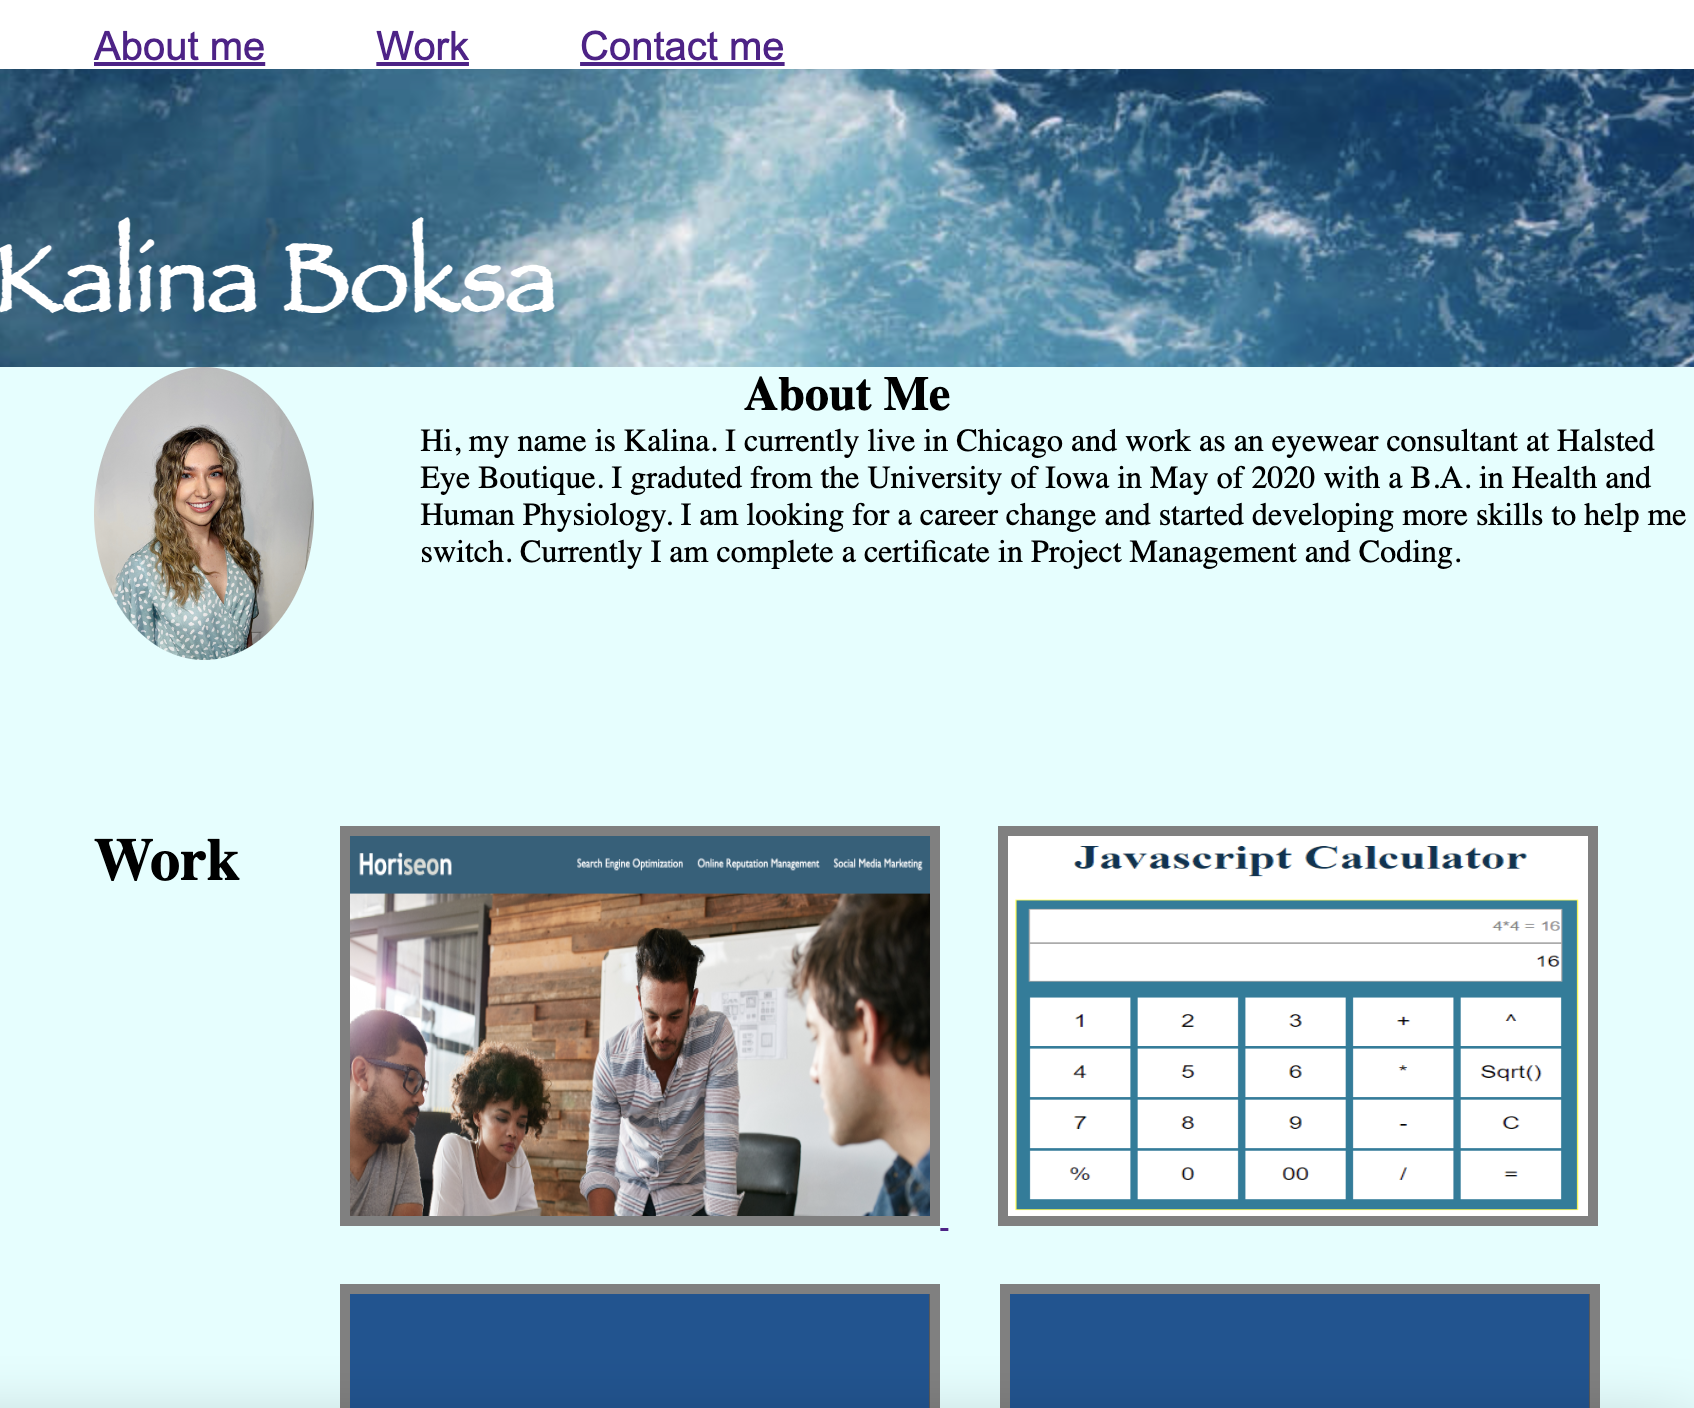 About me Work Contact me
Kalina Boksa
About Me
Hi, my name is Kalina. I currently live in Chicago and work as an eyewear consultant at Halsted
Eye Boutique. I graduted from the University of Iowa in May of 2020 with a B.A. in Health and
Human Physiology. I am looking for a career change and started developing more skills to help me
switch. Currently I am complete a certificate in Project Management and Coding.
Work
Horiseon Search Engine Optimization Online Reputation Management Social Media Marketing
Javascript Calculator
4*4 = 16
16
1 2 3 + ^
4 5 6 * Sqrt()
7 8 9 - C
% 0 00 / =